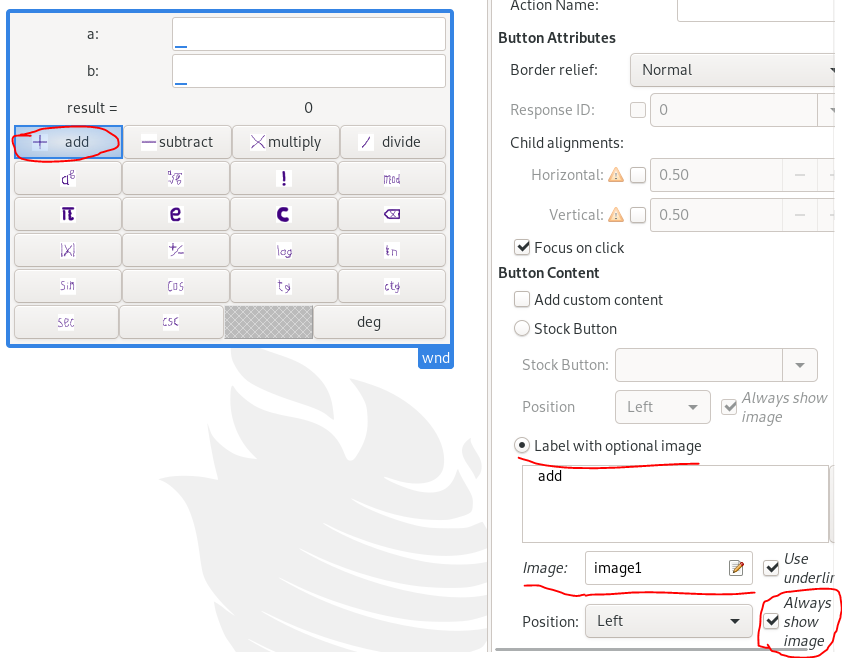 a:
b:
result = 0
add subtract multiply divide
a^b ! mod
π e c
|X| +/- log ln
sin cos tg ctg
sec csc deg
wnd
Action Name:
Button Attributes
Border relief: Normal
Response ID: 0
Child alignments:
Horizontal: 0.50
Vertical: 0.50
Focus on click
Button Content
Add custom content
Stock Button
Stock Button:
Position Left Always show
image
Label with optional image
add
Image: image1 Use
underlin
Position: Left Always
show
image